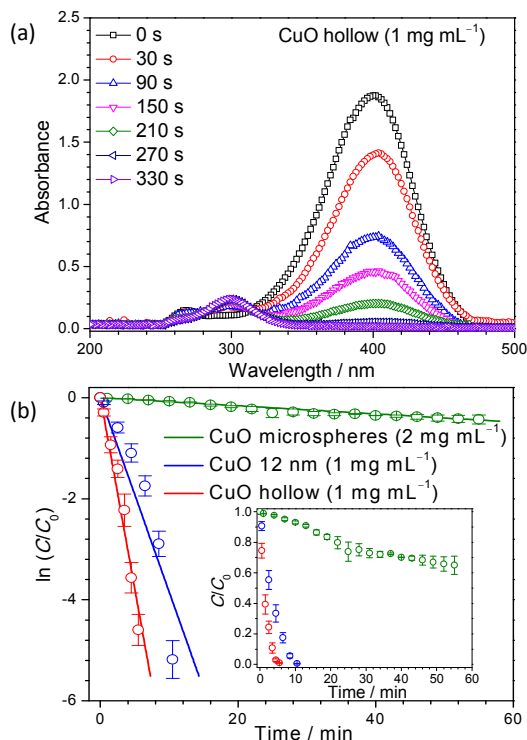 (a)
CuO hollow (1 mg mL⁻¹)
0 s
30 s
90 s
150 s
210 s
270 s
330 s
Absorbance
2.5
2.0
1.5
1.0
0.5
0.0
200 300 400 500
Wavelength / nm
(b)
ln (C/C₀)
0
-2
-4
-6
CuO microspheres (2 mg mL⁻¹)
CuO 12 nm (1 mg mL⁻¹)
CuO hollow (1 mg mL⁻¹)
C/C₀
1.0
0.8
0.6
0.4
0.2
0.0
0 10 20 30 40 50 60
Time / min
0 20 40 60
Time / min